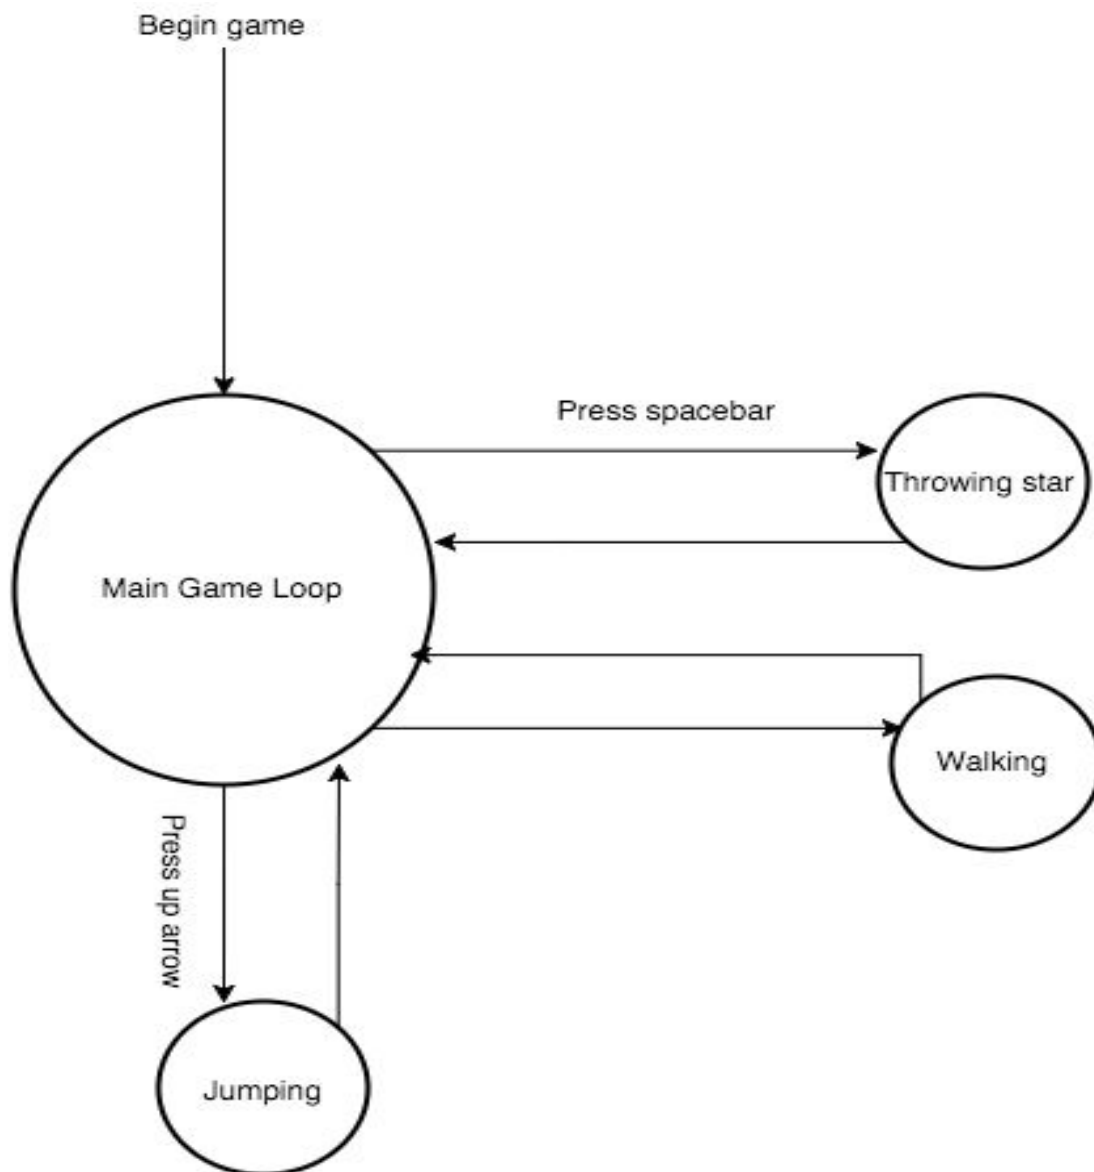 Begin game
Press spacebar
Throwing star
Main Game Loop
Walking
Press up arrow
Jumping